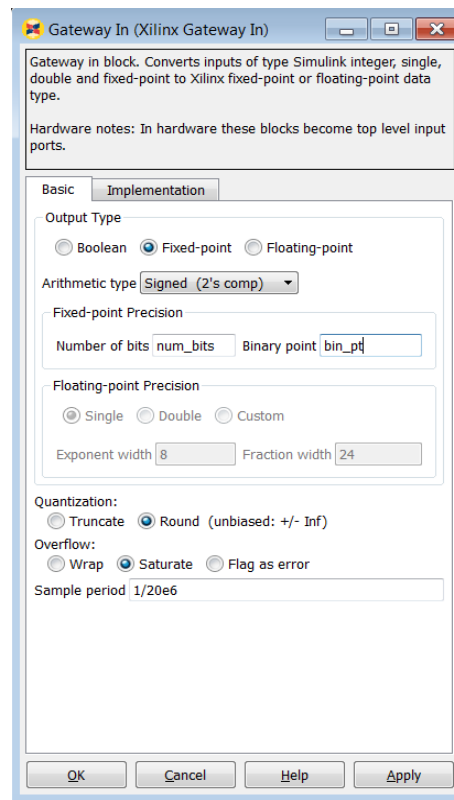 Gateway In (Xilinx Gateway In)
Gateway in block. Converts inputs of type Simulink integer, single,
double and fixed-point to Xilinx fixed-point or floating-point data
type.
Hardware notes: In hardware these blocks become top level input
ports.
Basic Implementation
Output Type
Boolean Fixed-point Floating-point
Arithmetic type Signed (2's comp)
Fixed-point Precision
Number of bits num_bits Binary point bin_pt
Floating-point Precision
Single Double Custom
Exponent width 8 Fraction width 24
Quantization:
Truncate Round (unbiased: +/- Inf)
Overflow:
Wrap Saturate Flag as error
Sample period 1/20e6
OK Cancel Help Apply